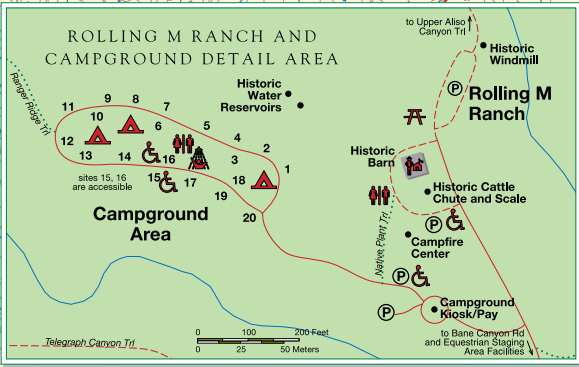 ROLLING M RANCH AND
CAMPGROUND DETAIL AREA
to Upper Aliso
Canyon Trl
Historic
Windmill
P
Rolling M
Ranch
Ranger Ridge Trl
Historic
Water
Reservoirs
11
9
8
7
10
6
5
12
4
2
13
14
16
3
1
sites 15, 16
are accessible
15
17
18
19
20
Campground
Area
Historic
Barn
Historic Cattle
Chute and Scale
P
Native Plant Trl
Campfire
Center
P
P
Campground
Kiosk/Pay
to Bane Canyon Rd
and Equestrian Staging
Area Facilities
Telegraph Canyon Trl
0 100 200 Feet
0 25 50 Meters